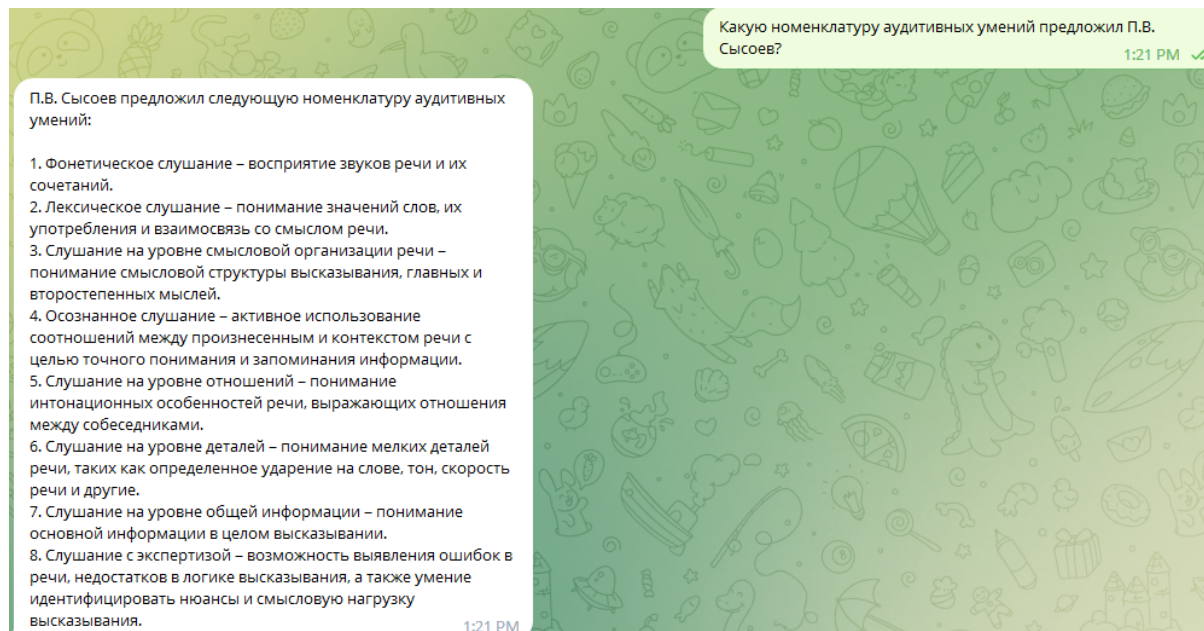 Какую номенклатуру аудитивных умений предложил П.В.
Сысоев?
1:21 PM
П.В. Сысоев предложил следующую номенклатуру аудитивных
умений:
1. Фонетическое слушание – восприятие звуков речи и их
сочетаний.
2. Лексическое слушание – понимание значений слов, их
употребления и взаимосвязь со смыслом речи.
3. Слушание на уровне смысловой организации речи –
понимание смысловой структуры высказывания, главных и
второстепенных мыслей.
4. Осознанное слушание – активное использование
соотношений между произнесенным и контекстом речи с
целью точного понимания и запоминания информации.
5. Слушание на уровне отношений – понимание
интонационных особенностей речи, выражающих отношения
между собеседниками.
6. Слушание на уровне деталей – понимание мелких деталей
речи, таких как определенное ударение на слове, тон, скорость
речи и другие.
7. Слушание на уровне общей информации – понимание
основной информации в целом высказывании.
8. Слушание с экспертизой – возможность выявления ошибок в
речи, недостатков в логике высказывания, а также умение
идентифицировать нюансы и смысловую нагрузку
высказывания.
1:21 PM